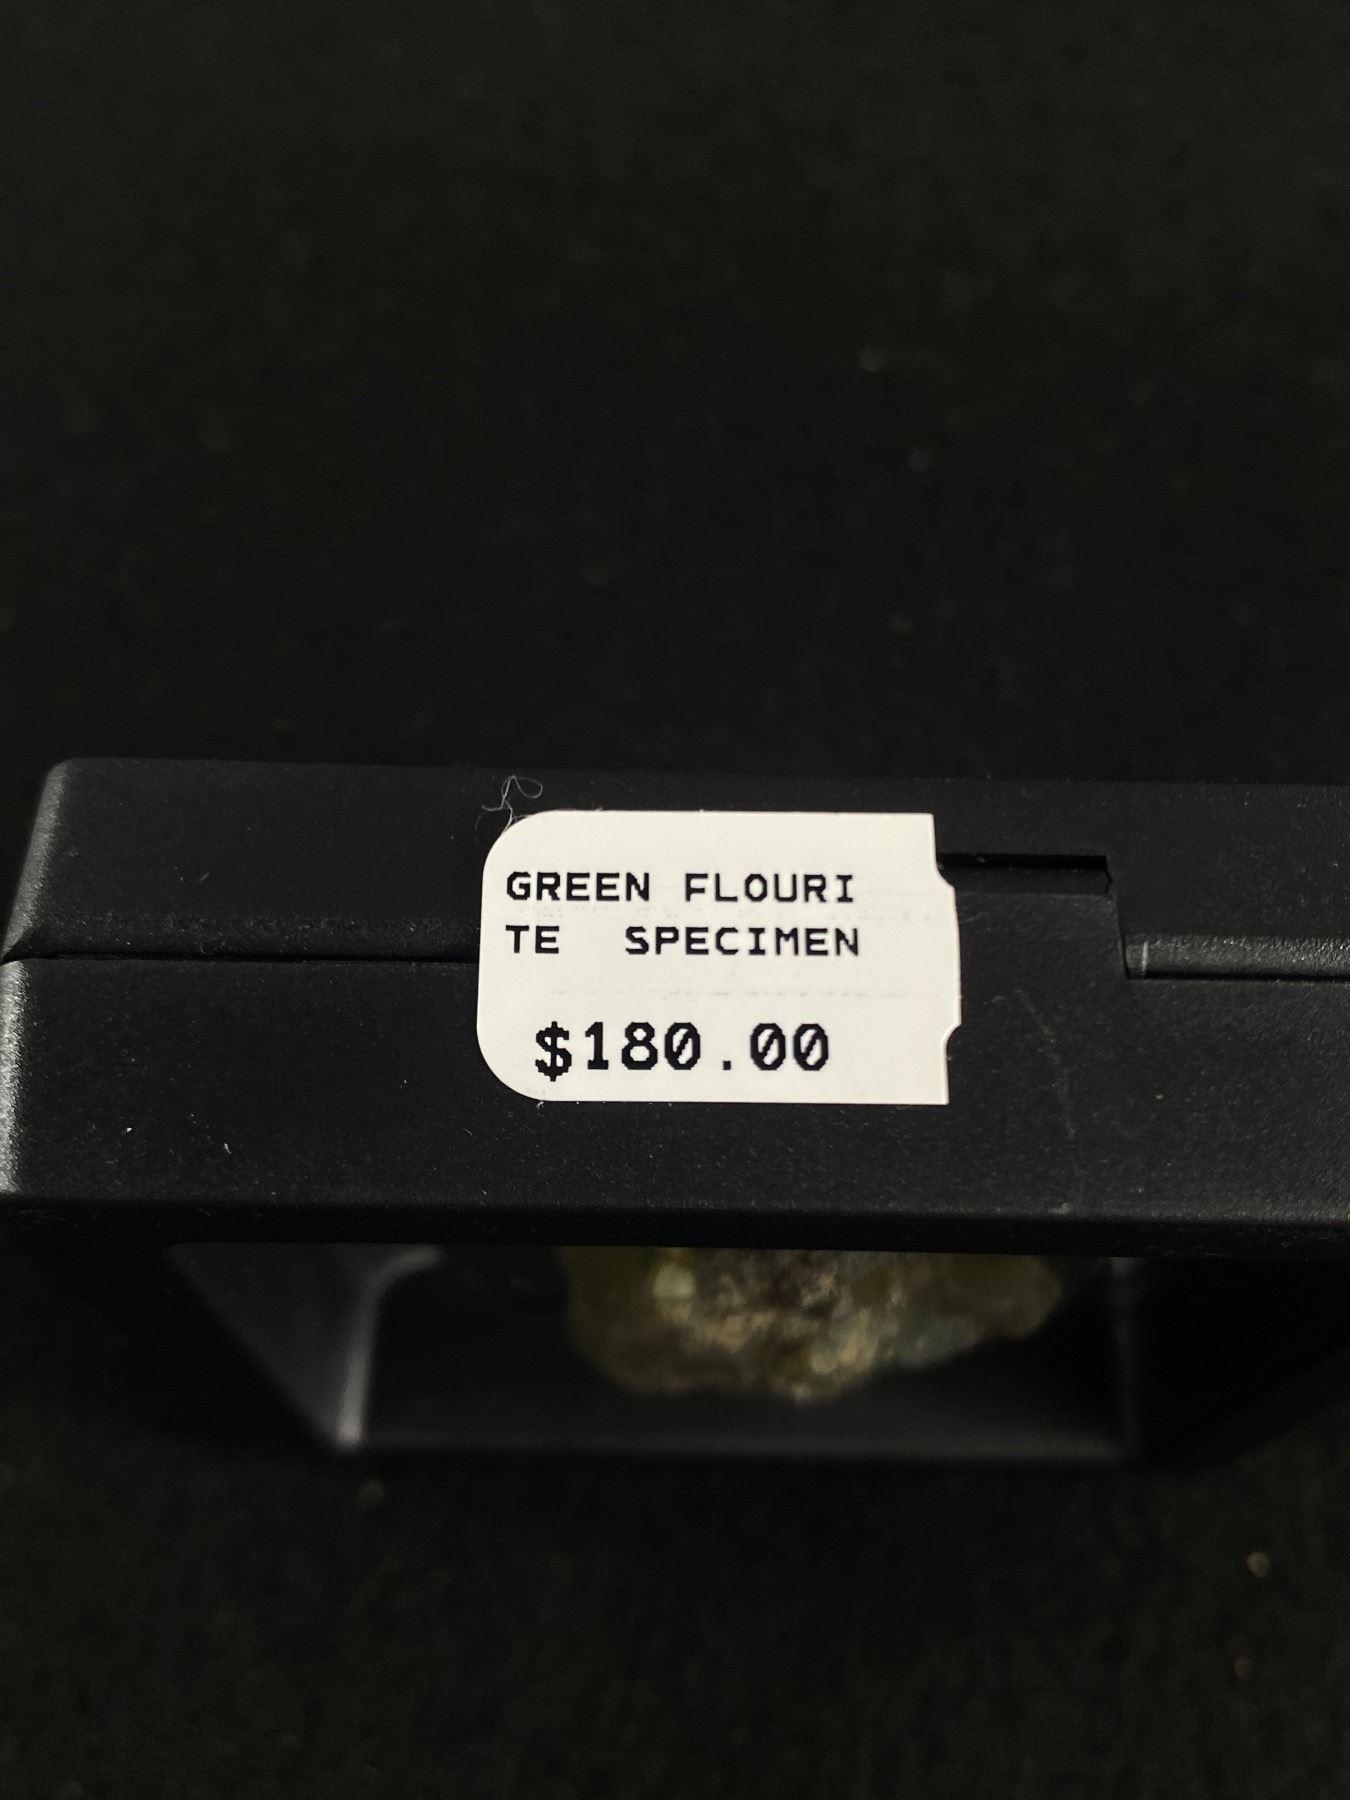 GREEN FLOURI
TE SPECIMEN
$180.00